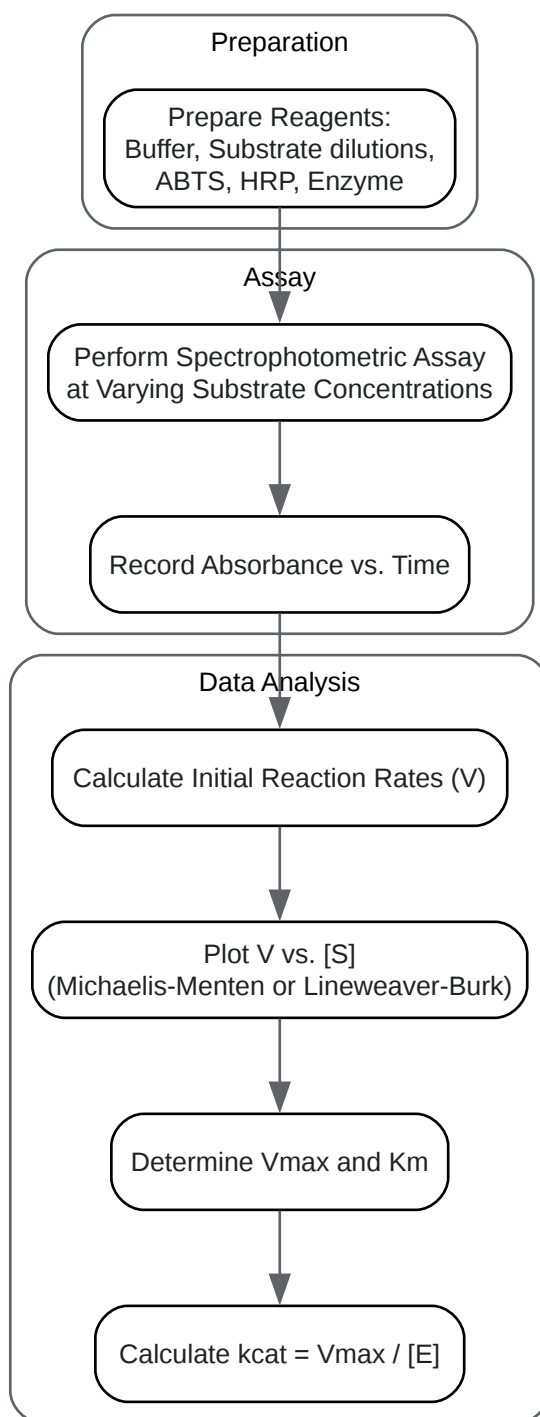 Preparation
Prepare Reagents:
Buffer, Substrate dilutions,
ABTS, HRP, Enzyme
Assay
Perform Spectrophotometric Assay
at Varying Substrate Concentrations
Record Absorbance vs. Time
Data Analysis
Calculate Initial Reaction Rates (V)
Plot V vs. [S]
(Michaelis-Menten or Lineweaver-Burk)
Determine Vmax and Km
Calculate kcat = Vmax / [E]